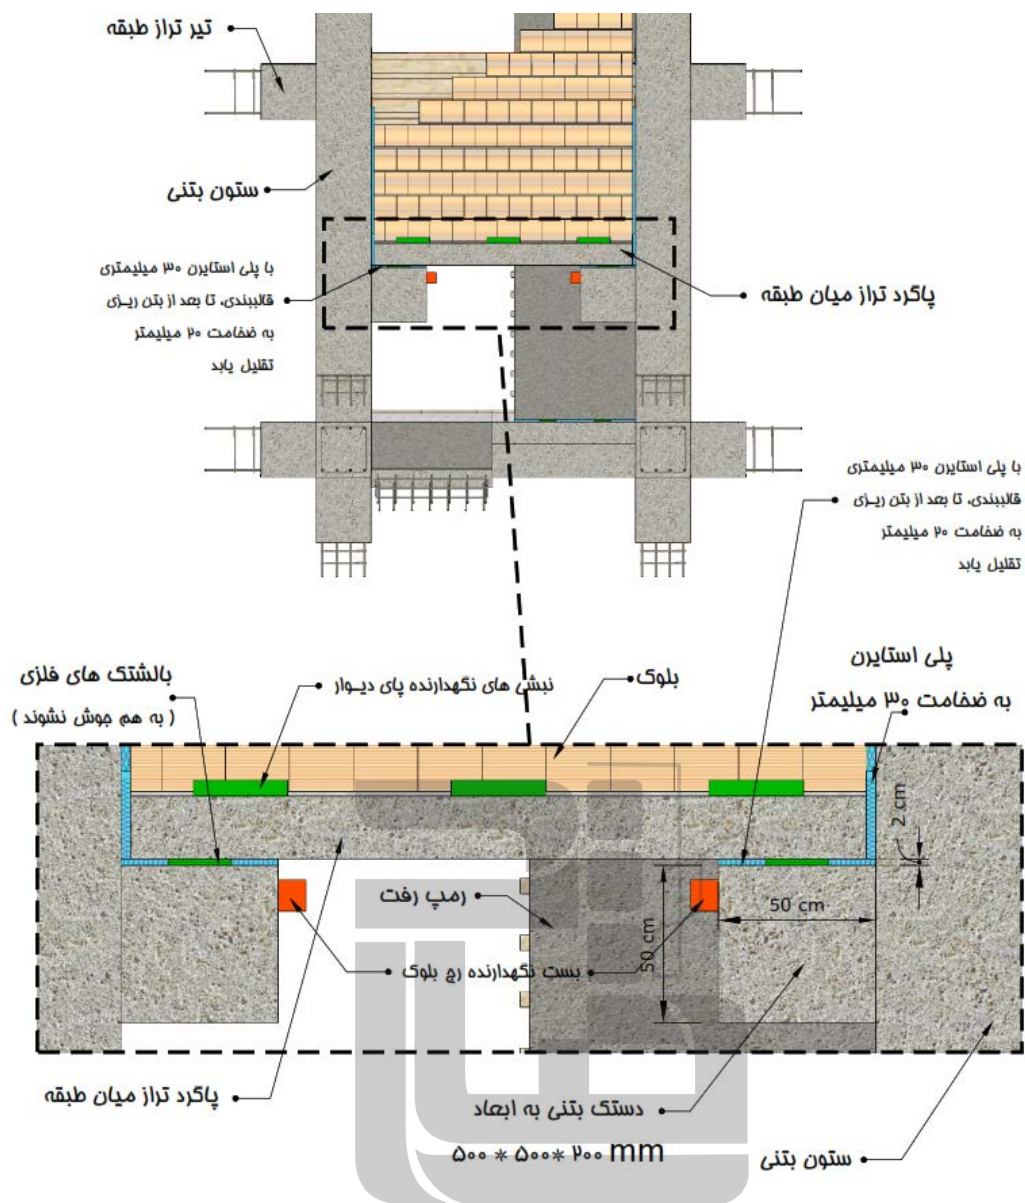 تیر تراز طبقه
ستون بتنی
با پلی استایرن ۳۰ میلیمتری
قالببندی، تا بعد از بتن ریزی
به ضخامت ۲۰ میلیمتر
تقلیل یابد
پاگرد تراز میان طبقه
با پلی استایرن ۳۰ میلیمتری
قالببندی، تا بعد از بتن ریزی
به ضخامت ۲۰ میلیمتر
تقلیل یابد
پلی استایرن
به ضخامت ۳۰ میلیمتر
بلوک
نبشی های نگهدارنده پای دیوار
بالشتک های فلزی
( به هم جوش نشوند )
2 cm
رمپ رفت
50 cm
50 cm
بست نگهدارنده رج بلوک
پاگرد تراز میان طبقه
دستک بتنی به ابعاد
۵۰۰ * ۵۰۰* ۲۰۰ mm
ستون بتنی